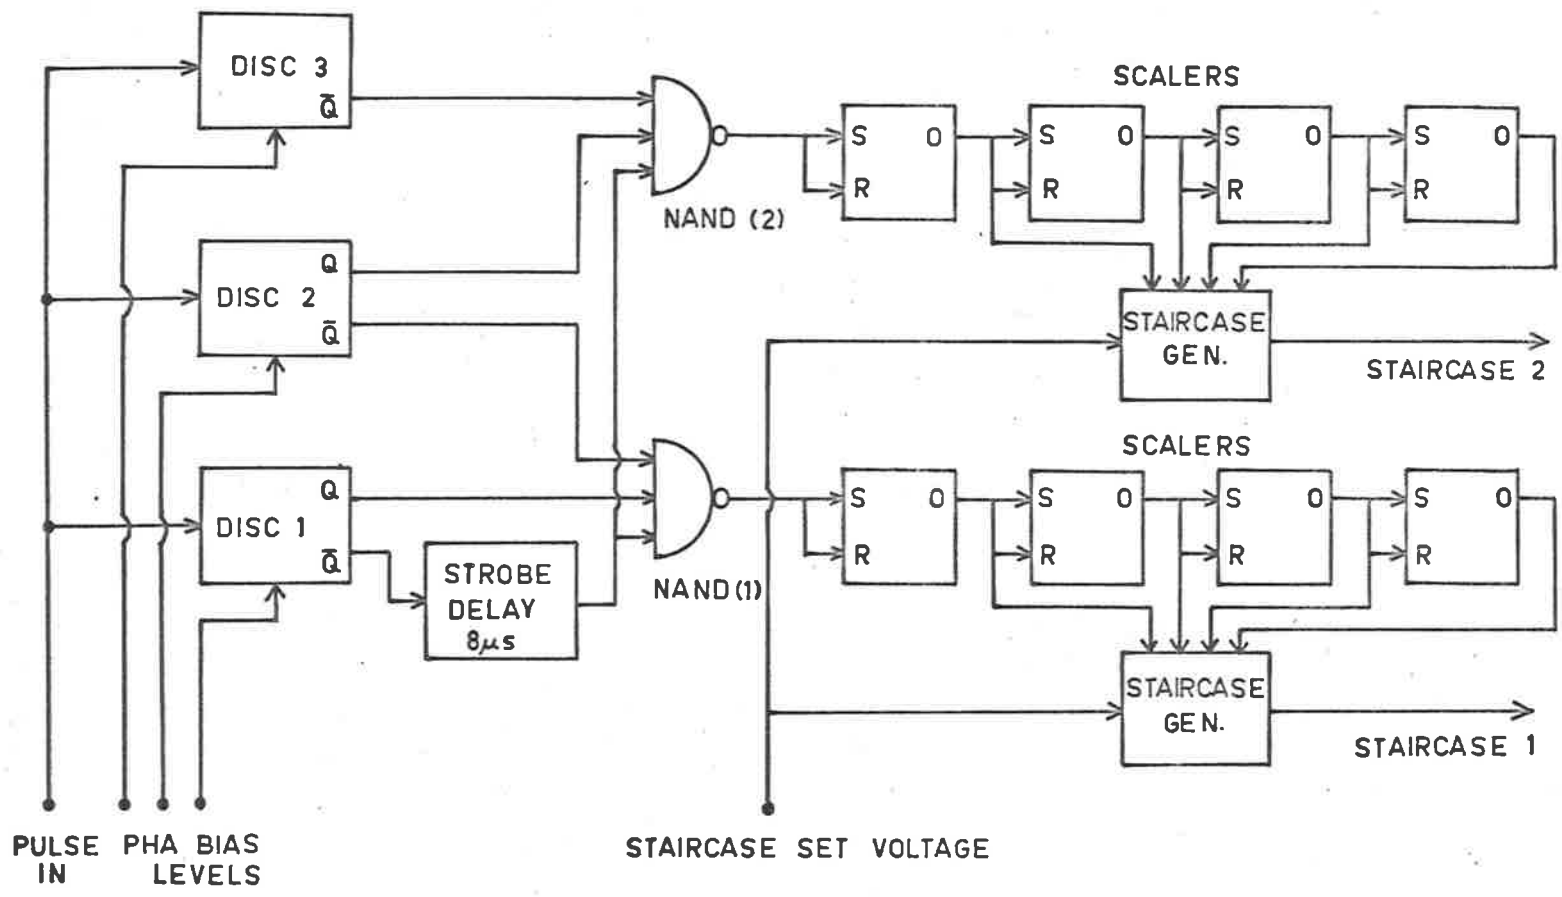 DISC 3
Q̅
NAND (2)
SCALERS
S O
R
S O
R
S O
R
S O
R
DISC 2
Q
Q̅
STAIRCASE
GEN.
STAIRCASE 2
DISC 1
Q
Q̅
STROBE
DELAY
8μs
NAND(1)
SCALERS
S O
R
S O
R
S O
R
S O
R
STAIRCASE
GEN.
STAIRCASE 1
PULSE
IN
PHA BIAS
LEVELS
STAIRCASE SET VOLTAGE